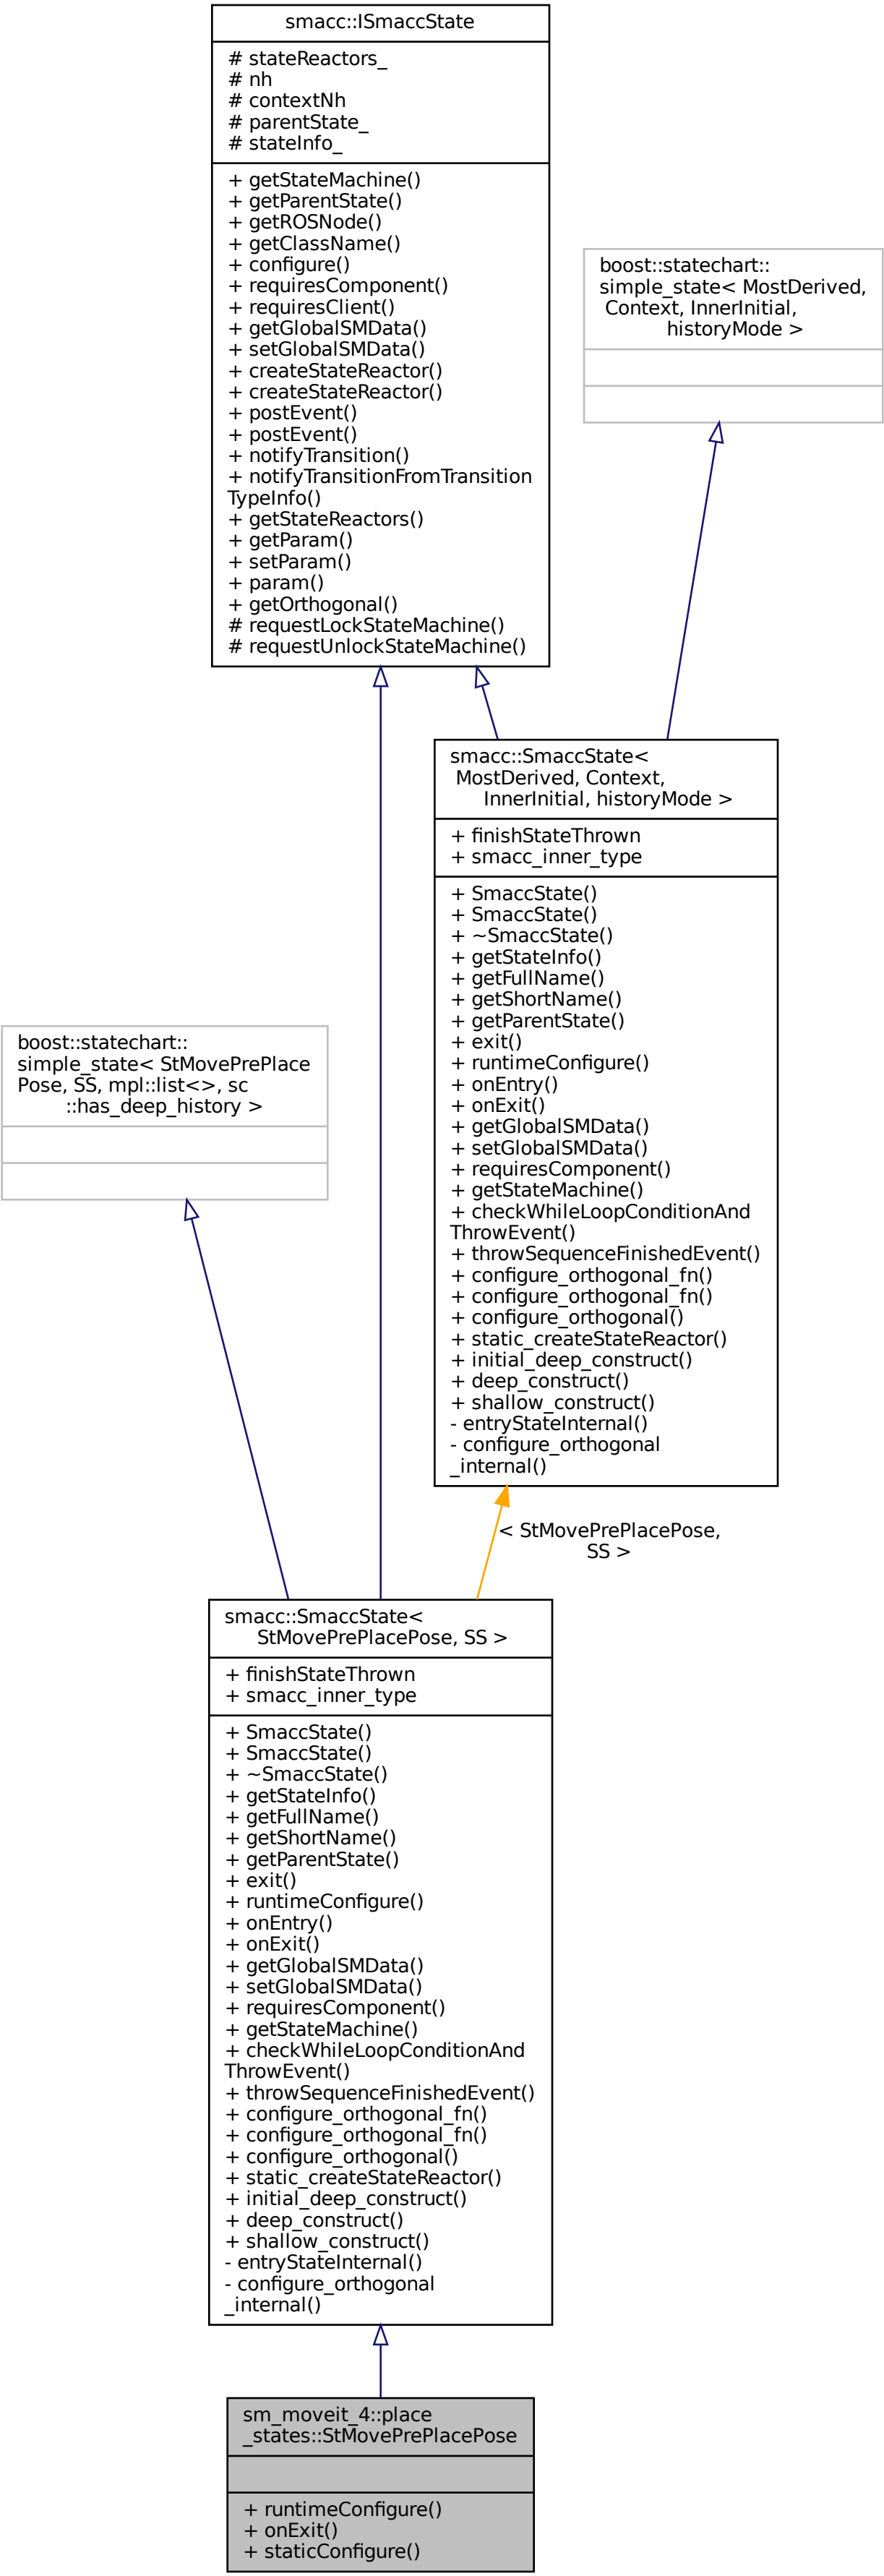 smacc::ISmaccState
# stateReactors_
# nh
# contextNh
# parentState_
# stateInfo_
+ getStateMachine()
+ getParentState()
+ getROSNode()
+ getClassName()
+ configure()
+ requiresComponent()
+ requiresClient()
+ getGlobalSMData()
+ setGlobalSMData()
+ createStateReactor()
+ createStateReactor()
+ postEvent()
+ postEvent()
+ notifyTransition()
+ notifyTransitionFromTransition
TypeInfo()
+ getStateReactors()
+ getParam()
+ setParam()
+ param()
+ getOrthogonal()
# requestLockStateMachine()
# requestUnlockStateMachine()
boost::statechart::
simple_state< MostDerived,
Context, InnerInitial,
historyMode >
smacc::SmaccState<
MostDerived, Context,
InnerInitial, historyMode >
+ finishStateThrown
+ smacc_inner_type
+ SmaccState()
+ SmaccState()
+ ~SmaccState()
+ getStateInfo()
+ getFullName()
+ getShortName()
+ getParentState()
+ exit()
+ runtimeConfigure()
+ onEntry()
+ onExit()
+ getGlobalSMData()
+ setGlobalSMData()
+ requiresComponent()
+ getStateMachine()
+ checkWhileLoopConditionAnd
ThrowEvent()
+ throwSequenceFinishedEvent()
+ configure_orthogonal_fn()
+ configure_orthogonal_fn()
+ configure_orthogonal()
+ static_createStateReactor()
+ initial_deep_construct()
+ deep_construct()
+ shallow_construct()
- entryStateInternal()
- configure_orthogonal
_internal()
boost::statechart::
simple_state< StMovePrePlace
Pose, SS, mpl::list<>, sc
::has_deep_history >
< StMovePrePlacePose,
SS >
smacc::SmaccState<
StMovePrePlacePose, SS >
+ finishStateThrown
+ smacc_inner_type
+ SmaccState()
+ SmaccState()
+ ~SmaccState()
+ getStateInfo()
+ getFullName()
+ getShortName()
+ getParentState()
+ exit()
+ runtimeConfigure()
+ onEntry()
+ onExit()
+ getGlobalSMData()
+ setGlobalSMData()
+ requiresComponent()
+ getStateMachine()
+ checkWhileLoopConditionAnd
ThrowEvent()
+ throwSequenceFinishedEvent()
+ configure_orthogonal_fn()
+ configure_orthogonal_fn()
+ configure_orthogonal()
+ static_createStateReactor()
+ initial_deep_construct()
+ deep_construct()
+ shallow_construct()
- entryStateInternal()
- configure_orthogonal
_internal()
sm_moveit_4::place
_states::StMovePrePlacePose
+ runtimeConfigure()
+ onExit()
+ staticConfigure()